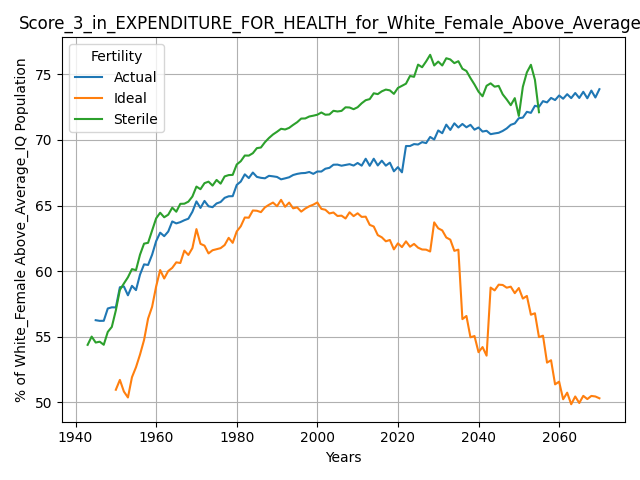 Score_3_in_EXPENDITURE_FOR_HEALTH_for_White_Female_Above_Average
Fertility
Actual
Ideal
Sterile
% of White_Female Above_Average_IQ Population
75
70
65
60
55
50
1940 1960 1980 2000 2020 2040 2060
Years